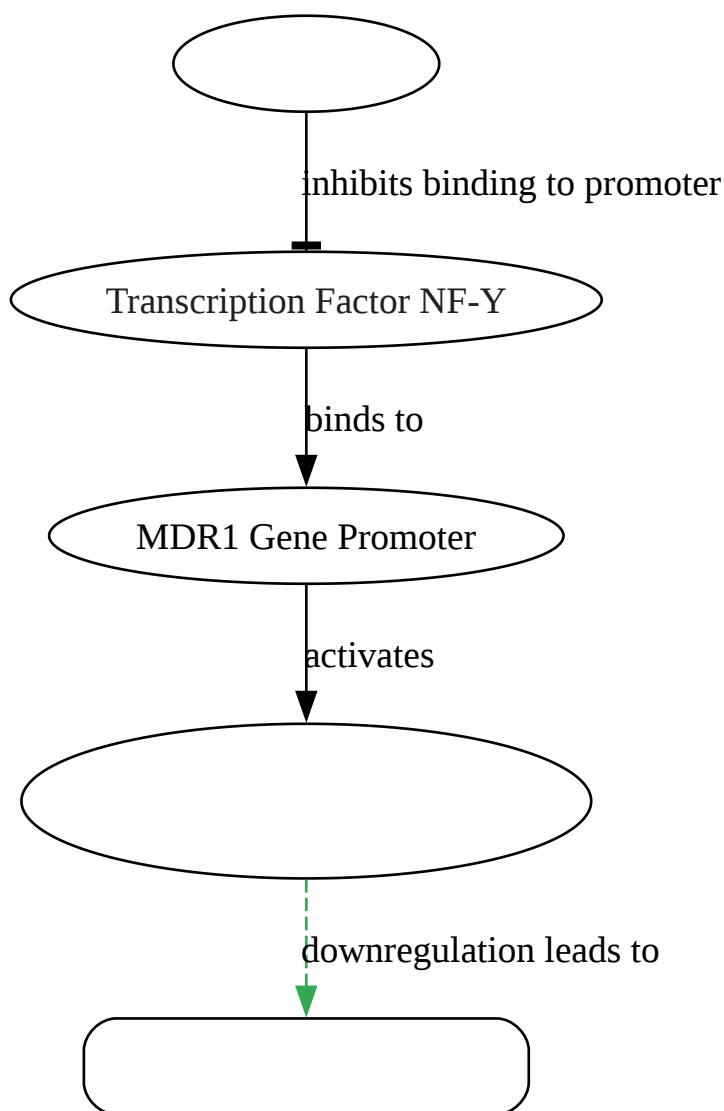 inhibits binding to promoter
Transcription Factor NF-Y
binds to
MDR1 Gene Promoter
activates
downregulation leads to